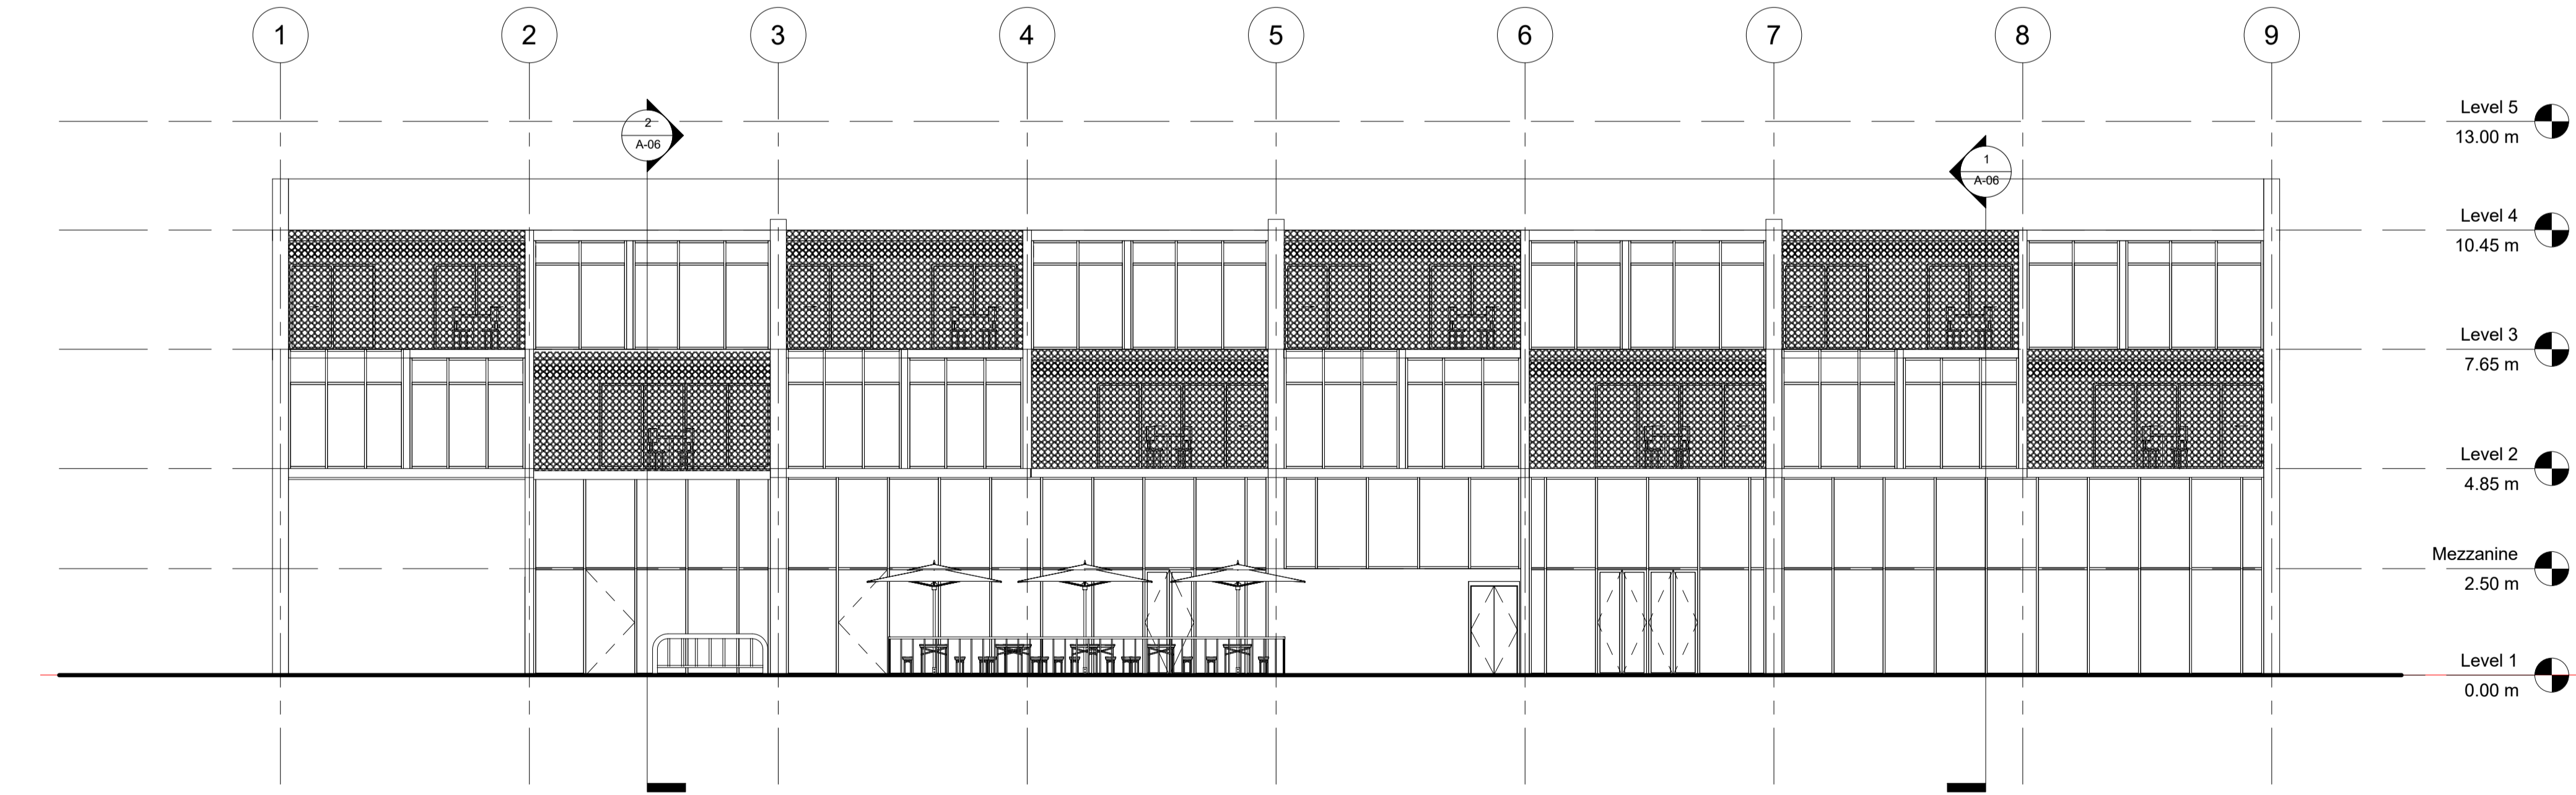 1 2 3 4 5 6 7 8 9
Level 5
13.00 m
2
A-06
1
A-06
Level 4
10.45 m
Level 3
7.65 m
Level 2
4.85 m
Mezzanine
2.50 m
Level 1
0.00 m